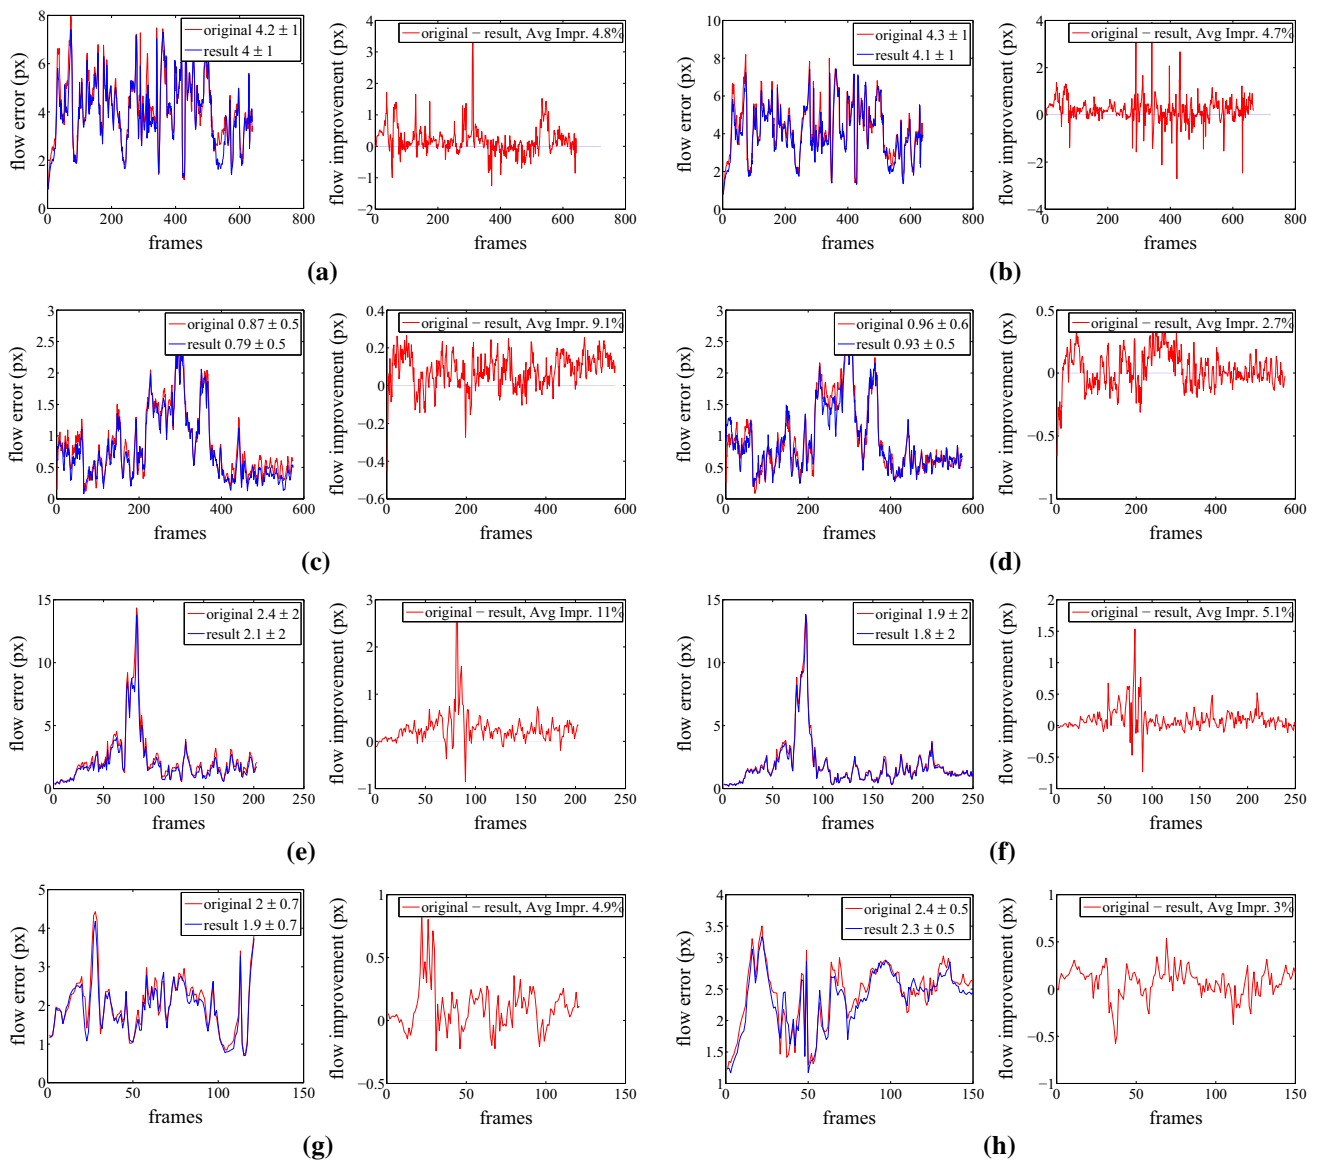 flow error (px)
8
6
4
2
0
0 200 400 600 800
frames
original 4.2 ± 1
result 4 ± 1
flow improvement (px)
4
3
2
1
0
−1
−2
0 200 400 600 800
frames
original − result, Avg Impr. 4.8%
(a)
flow error (px)
10
8
6
4
2
0
0 200 400 600 800
frames
original 4.3 ± 1
result 4.1 ± 1
flow improvement (px)
4
2
0
−2
−4
0 200 400 600 800
frames
original − result, Avg Impr. 4.7%
(b)
flow error (px)
3
2.5
2
1.5
1
0.5
0
0 200 400 600
frames
original 0.87 ± 0.5
result 0.79 ± 0.5
flow improvement (px)
0.4
0.2
0
−0.2
−0.4
−0.6
0 200 400 600
frames
original − result, Avg Impr. 9.1%
(c)
flow error (px)
3
2.5
2
1.5
1
0.5
0
0 200 400 600
frames
original 0.96 ± 0.6
result 0.93 ± 0.5
flow improvement (px)
0.5
0
−0.5
−1
0 200 400 600
frames
original − result, Avg Impr. 2.7%
(d)
flow error (px)
15
10
5
0
0 50 100 150 200 250
frames
original 2.4 ± 2
result 2.1 ± 2
flow improvement (px)
3
2
1
0
−1
0 50 100 150 200 250
frames
original − result, Avg Impr. 11%
(e)
flow error (px)
15
10
5
0
0 50 100 150 200 250
frames
original 1.9 ± 2
result 1.8 ± 2
flow improvement (px)
2
1.5
1
0.5
0
−0.5
−1
0 50 100 150 200 250
frames
original − result, Avg Impr. 5.1%
(f)
flow error (px)
5
4
3
2
1
0
0 50 100 150
frames
original 2 ± 0.7
result 1.9 ± 0.7
flow improvement (px)
1
0.5
0
−0.5
0 50 100 150
frames
original − result, Avg Impr. 4.9%
(g)
flow error (px)
4
3.5
3
2.5
2
1.5
1
0 50 100 150
frames
original 2.4 ± 0.5
result 2.3 ± 0.5
flow improvement (px)
1
0.5
0
−0.5
−1
0 50 100 150
frames
original − result, Avg Impr. 3%
(h)